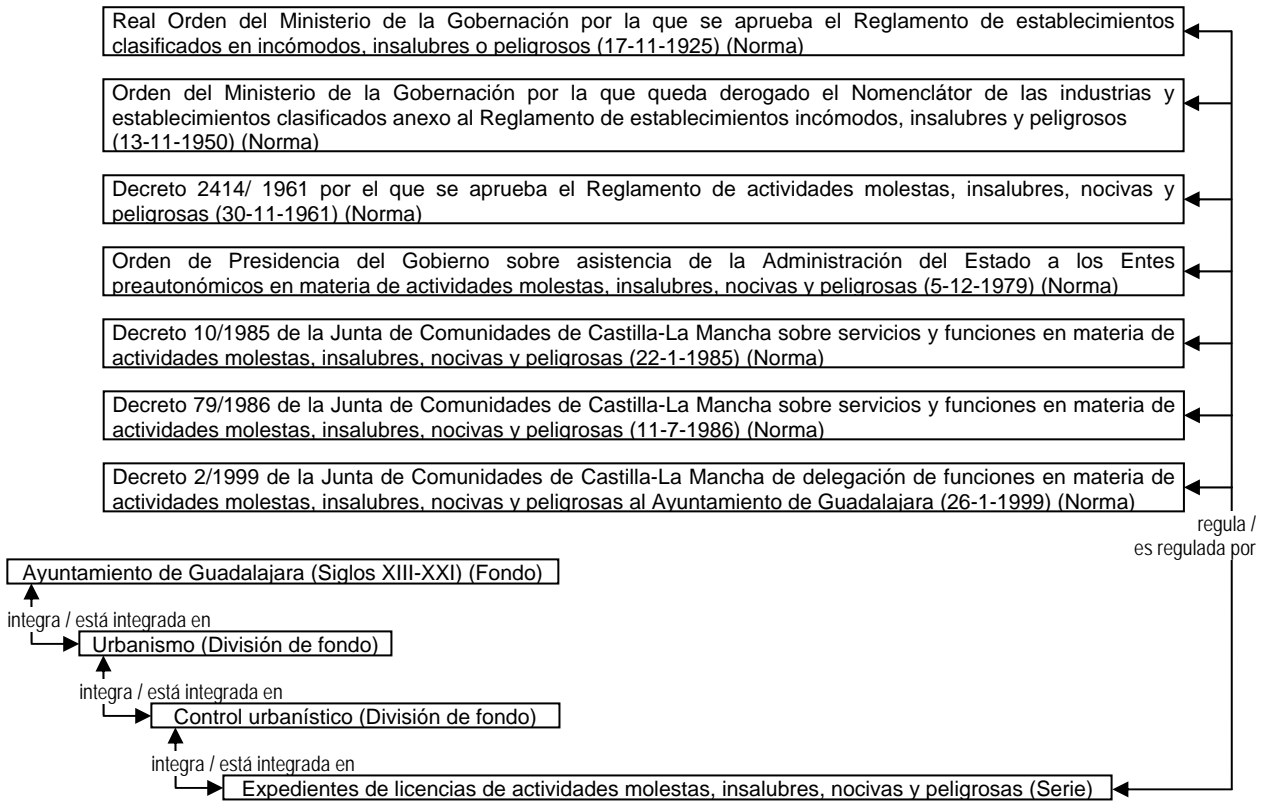 Real Orden del Ministerio de la Gobernación por la que se aprueba el Reglamento de establecimientos
clasificados en incómodos, insalubres o peligrosos (17-11-1925) (Norma)
Orden del Ministerio de la Gobernación por la que queda derogado el Nomenclátor de las industrias y
establecimientos clasificados anexo al Reglamento de establecimientos incómodos, insalubres y peligrosos
(13-11-1950) (Norma)
Decreto 2414/ 1961 por el que se aprueba el Reglamento de actividades molestas, insalubres, nocivas y
peligrosas (30-11-1961) (Norma)
Orden de Presidencia del Gobierno sobre asistencia de la Administración del Estado a los Entes
preautonómicos en materia de actividades molestas, insalubres, nocivas y peligrosas (5-12-1979) (Norma)
Decreto 10/1985 de la Junta de Comunidades de Castilla-La Mancha sobre servicios y funciones en materia de
actividades molestas, insalubres, nocivas y peligrosas (22-1-1985) (Norma)
Decreto 79/1986 de la Junta de Comunidades de Castilla-La Mancha sobre servicios y funciones en materia de
actividades molestas, insalubres, nocivas y peligrosas (11-7-1986) (Norma)
Decreto 2/1999 de la Junta de Comunidades de Castilla-La Mancha de delegación de funciones en materia de
actividades molestas, insalubres, nocivas y peligrosas al Ayuntamiento de Guadalajara (26-1-1999) (Norma)
regula /
es regulada por
Ayuntamiento de Guadalajara (Siglos XIII-XXI) (Fondo)
integra / está integrada en
Urbanismo (División de fondo)
integra / está integrada en
Control urbanístico (División de fondo)
integra / está integrada en
Expedientes de licencias de actividades molestas, insalubres, nocivas y peligrosas (Serie)